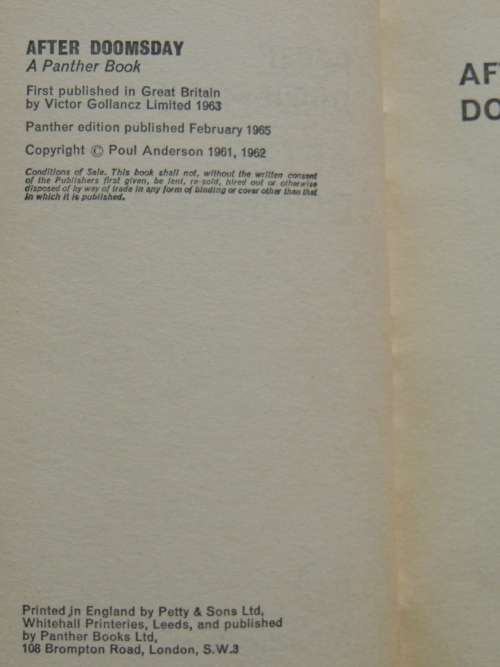 AFTER DOOMSDAY
A Panther Book
First published in Great Britain
by Victor Gollancz Limited 1963
Panther edition published February 1965
Copyright © Poul Anderson 1961, 1962
Conditions of Sale. This book shall not, without the written consent
of the Publishers first given, be lent, re-sold, hired out or otherwise
disposed of by way of trade in any form of binding or cover other than that
in which it is published.
Printed in England by Petty & Sons Ltd,
Whitehall Printeries, Leeds, and published
by Panther Books Ltd,
108 Brompton Road, London, S.W.3
AF
DO